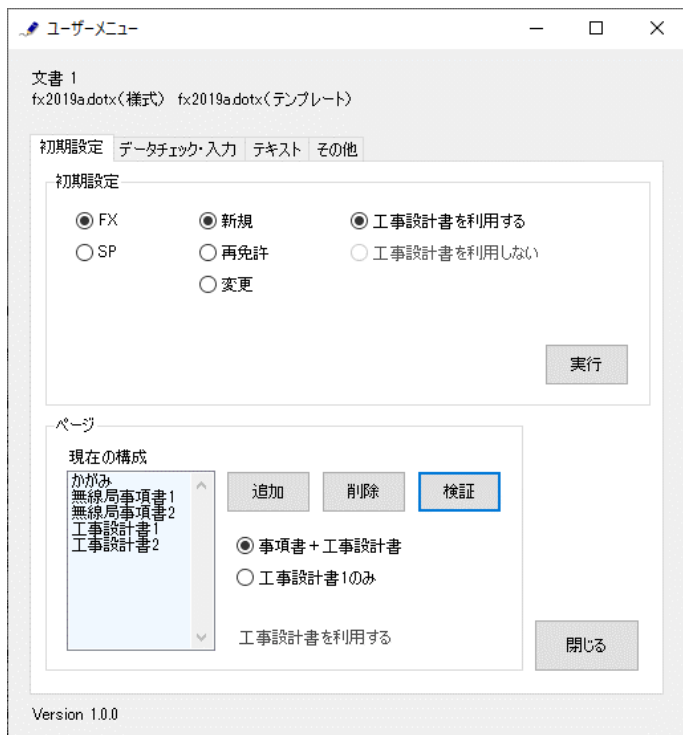 ユーザーメニュー
文書 1
fx2019a.dotx(様式) fx2019a.dotx(テンプレート)
初期設定 データチェック・入力 テキスト その他
初期設定
FX 新規 工事設計書を利用する
SP 再免許 工事設計書を利用しない
変更
実行
ページ
現在の構成
かがみ
無線局事項書1
無線局事項書2
工事設計書1
工事設計書2
追加 削除 検証
事項書+工事設計書
工事設計書1のみ
工事設計書を利用する
閉じる
Version 1.0.0